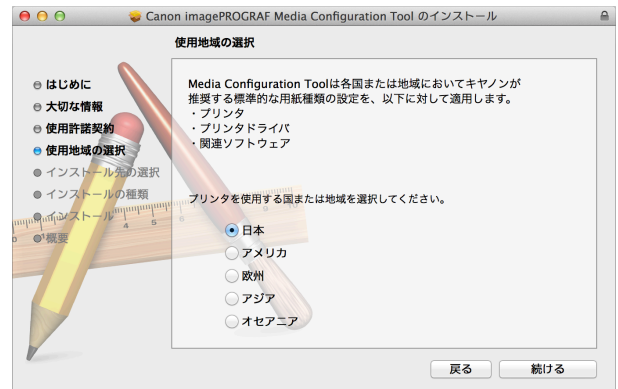 Canon imagePROGRAF Media Configuration Tool のインストール
使用地域の選択
はじめに
大切な情報
使用許諾契約
使用地域の選択
インストール先の選択
インストールの種類
インストール
概要
Media Configuration Toolは各国または地域においてキヤノンが
推奨する標準的な用紙種類の設定を、以下に対して適用します。
・プリンタ
・プリンタドライバ
・関連ソフトウェア
プリンタを使用する国または地域を選択してください。
日本
アメリカ
欧州
アジア
オセアニア
戻る
続ける